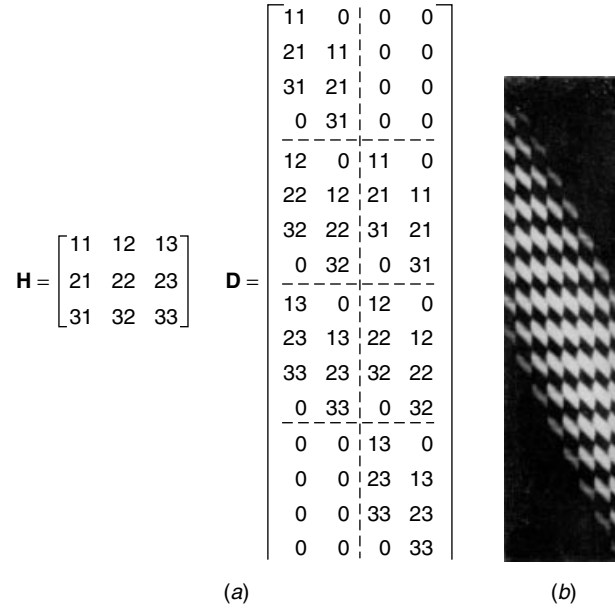 11 0 0 0
21 11 0 0
31 21 0 0
0 31 0 0
12 0 11 0
22 12 21 11
32 22 31 21
0 32 0 31
13 0 12 0
23 13 22 12
33 23 32 22
0 33 0 32
0 0 13 0
0 0 23 13
0 0 33 23
0 0 0 33
H = 11 12 13
21 22 23
31 32 33
D =
(a)
(b)